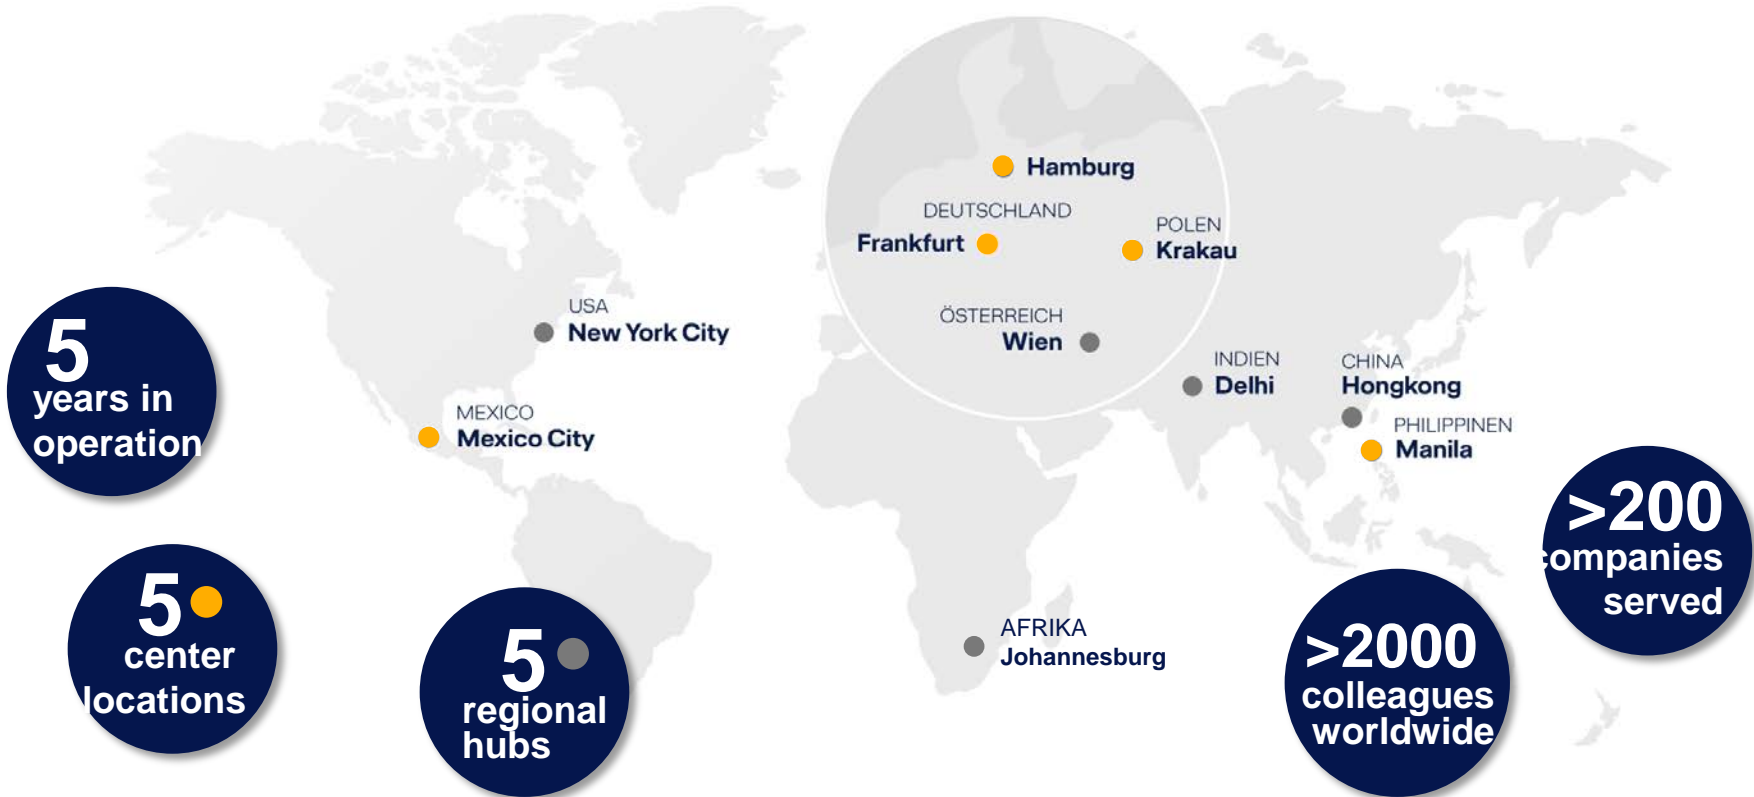 Hamburg
DEUTSCHLAND
Frankfurt
POLEN
Krakau
ÖSTERREICH
Wien
USA
New York City
MEXICO
Mexico City
INDIEN
Delhi
CHINA
Hongkong
PHILIPPINEN
Manila
AFRIKA
Johannesburg
5
years in
operation
5
center
locations
5
regional
hubs
>2000
colleagues
worldwide
>200
companies
served